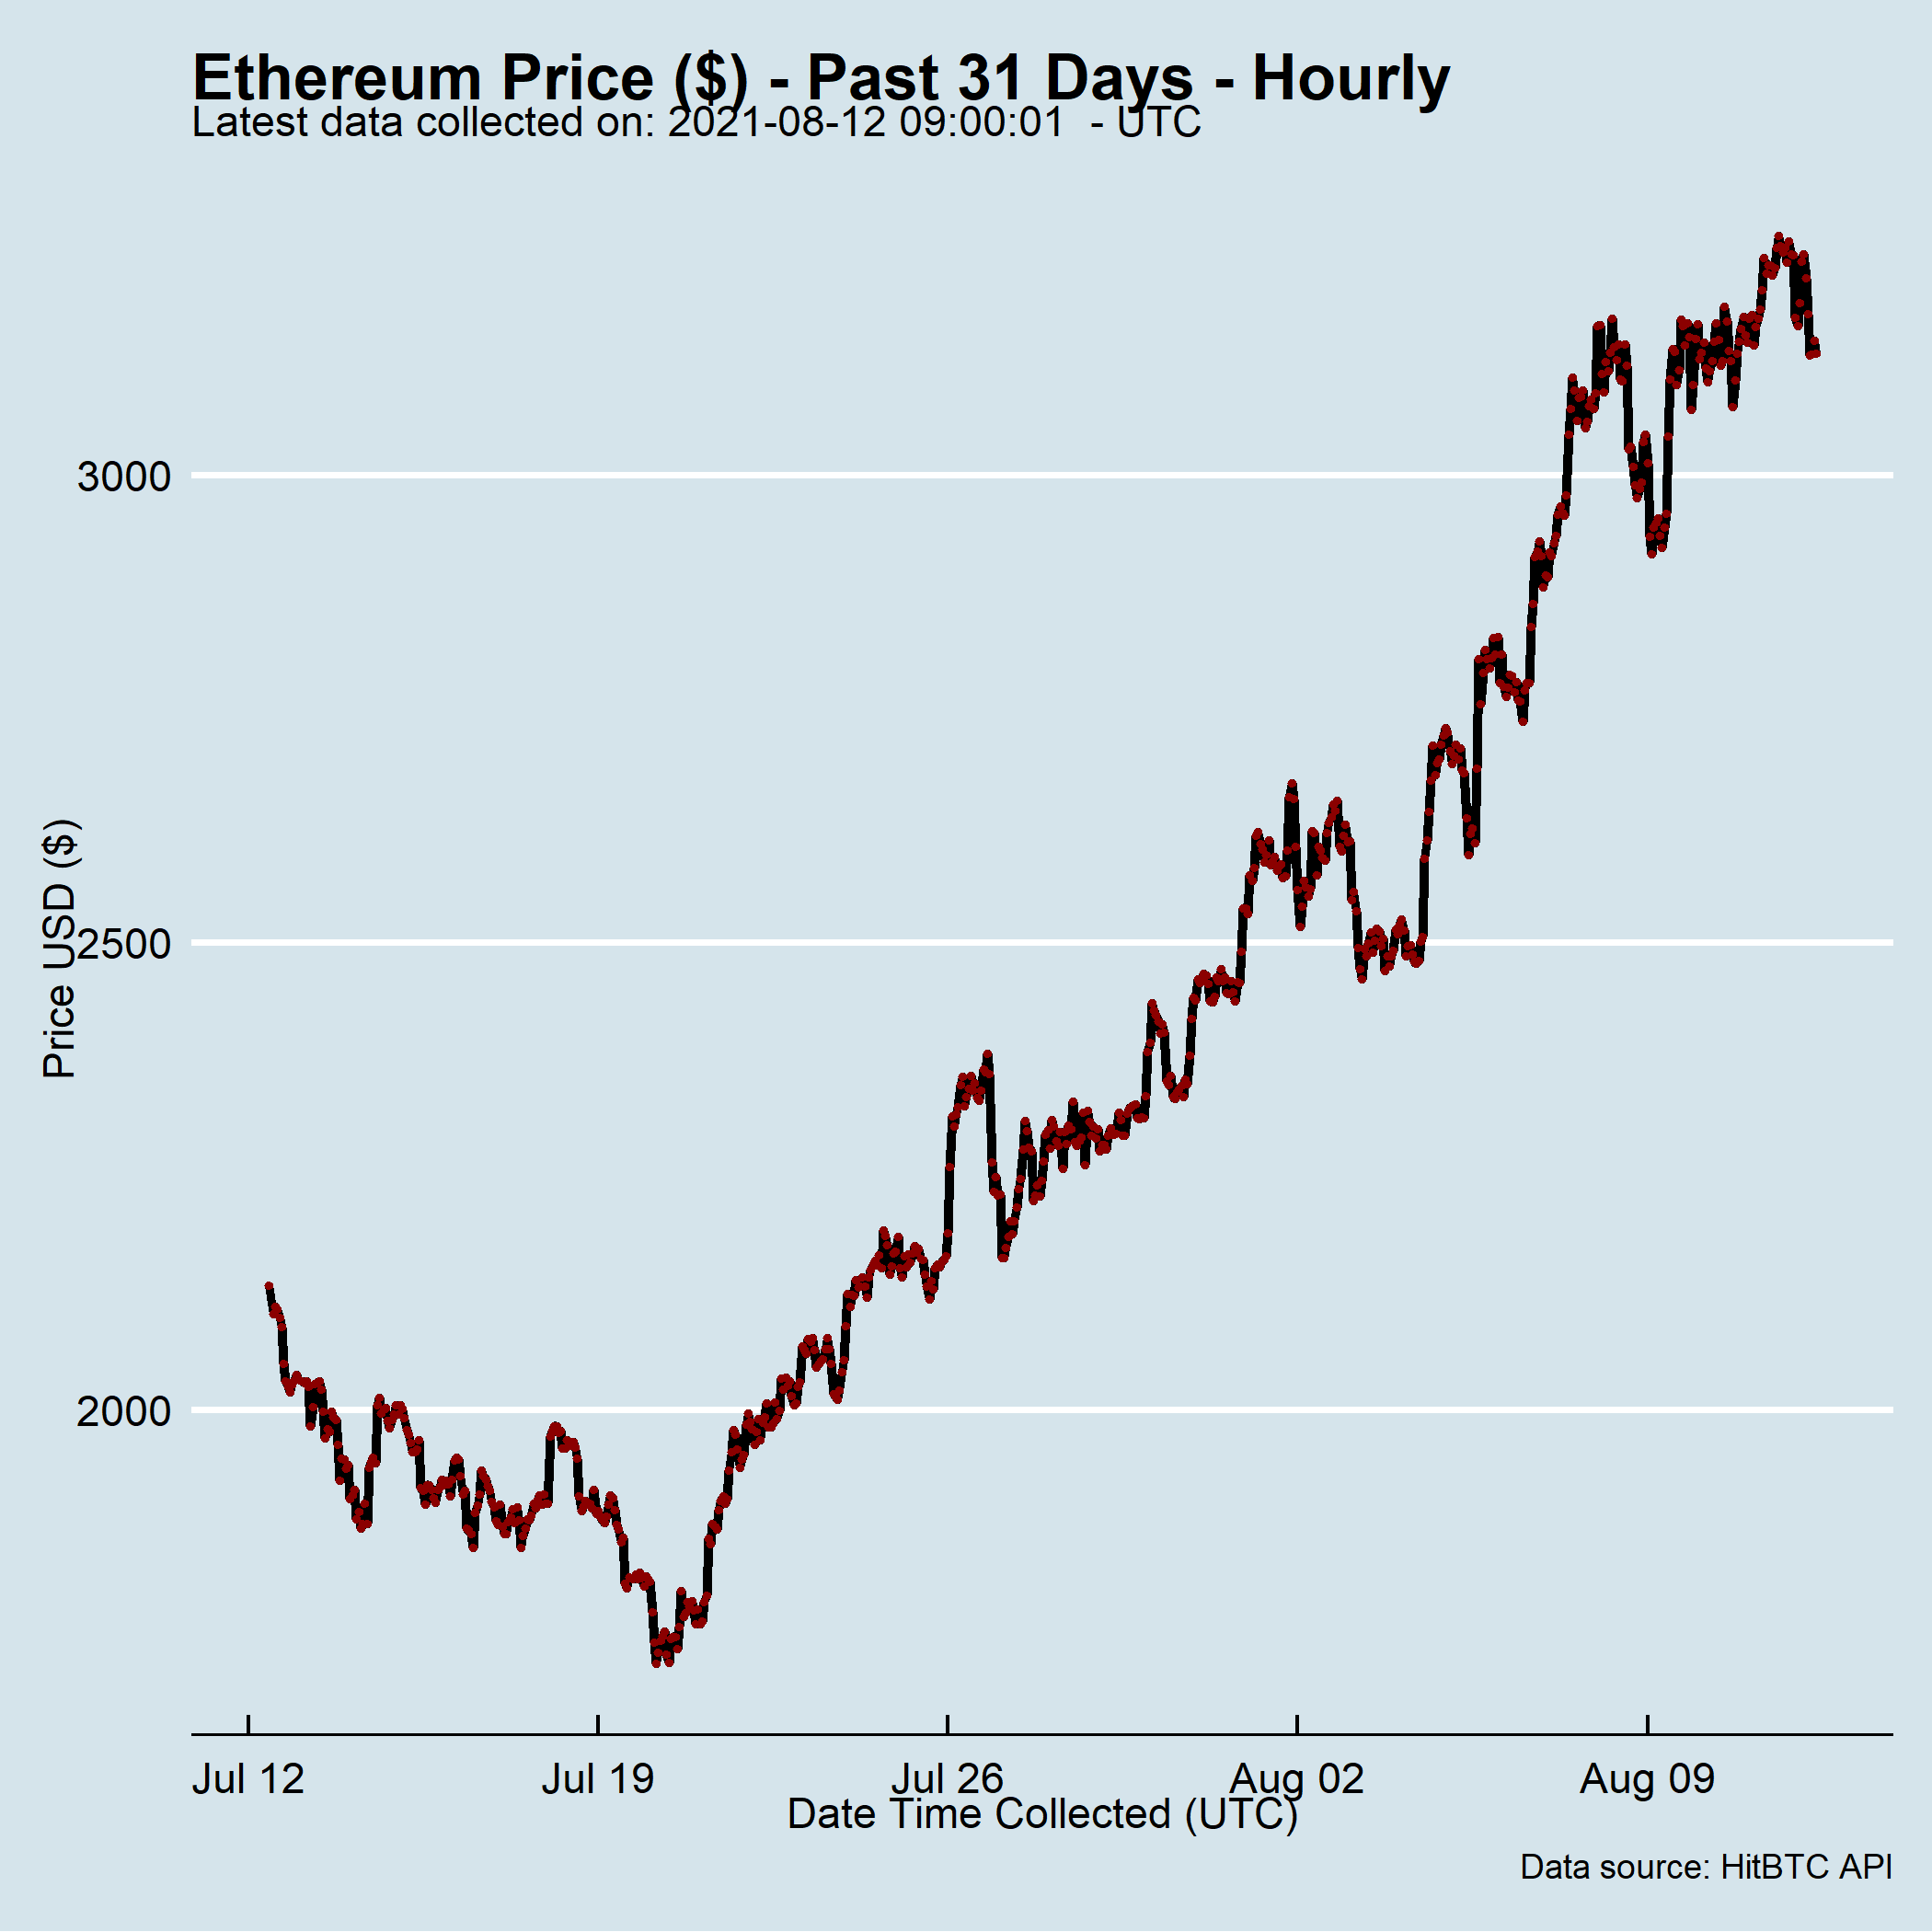 Ethereum Price ($) - Past 31 Days - Hourly
Latest data collected on: 2021-08-12 09:00:01  - UTC
Price USD ($)
3000
2500
2000
Jul 12 Jul 19 Jul 26 Aug 02 Aug 09
Date Time Collected (UTC)
Data source: HitBTC API